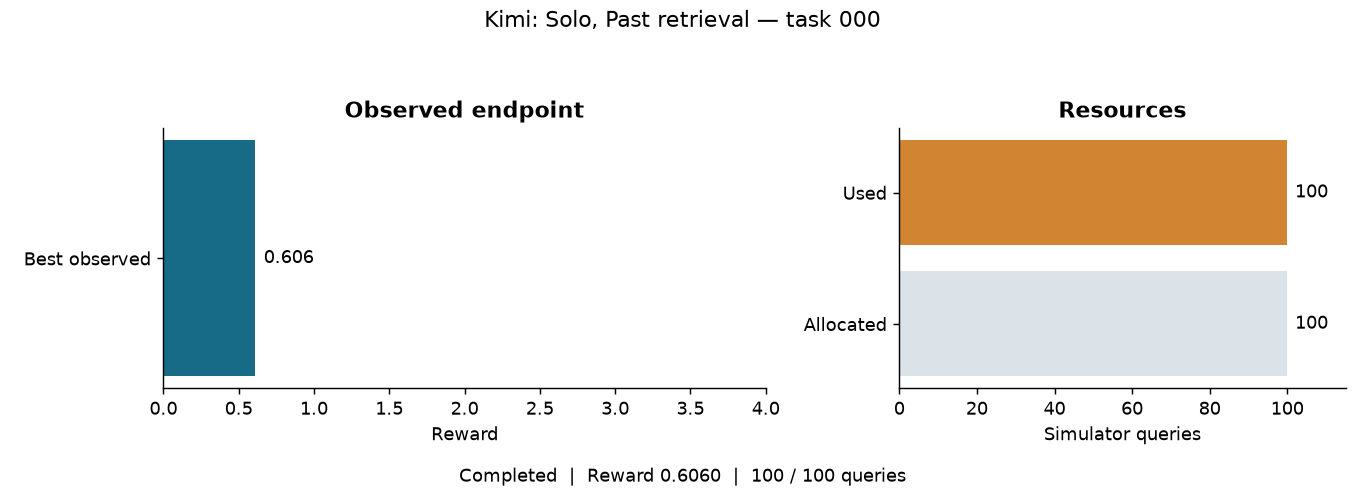 Kimi: Solo, Past retrieval — task 000
Observed endpoint
Best observed
0.606
0.0 0.5 1.0 1.5 2.0 2.5 3.0 3.5 4.0
Reward
Resources
Used
100
Allocated
100
0 20 40 60 80 100
Simulator queries
Completed | Reward 0.6060 | 100 / 100 queries